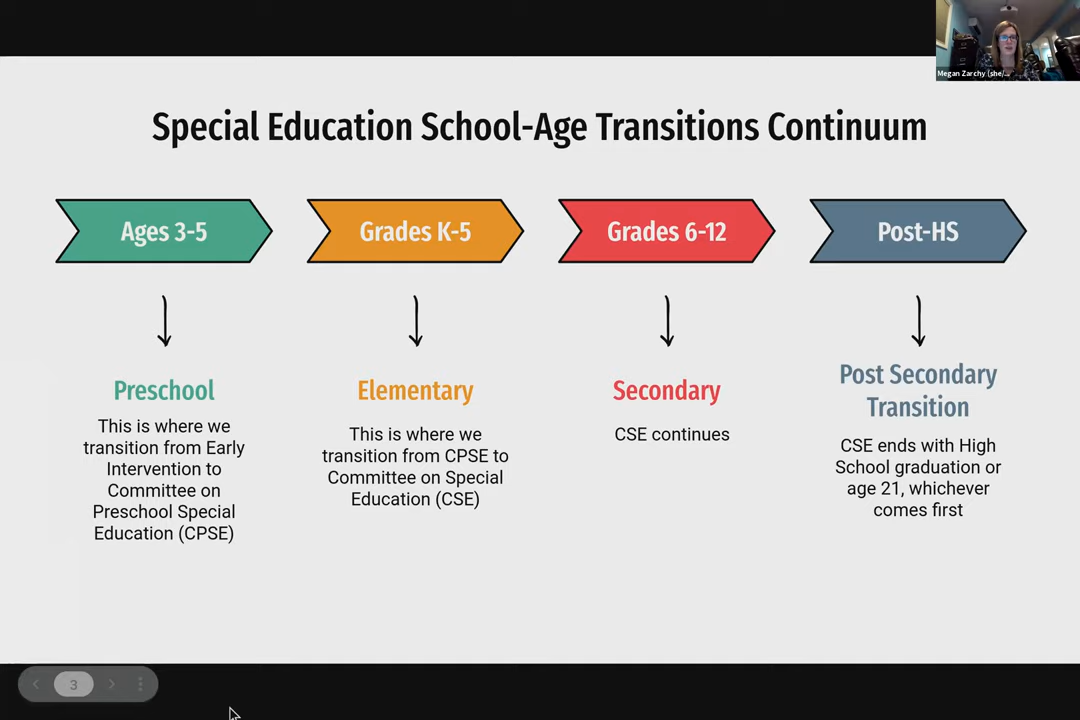 Megan Zarchy (she/...
Special Education School-Age Transitions Continuum
Ages 3-5
Grades K-5
Grades 6-12
Post-HS
Preschool
This is where we
transition from Early
Intervention to
Committee on
Preschool Special
Education (CPSE)
Elementary
This is where we
transition from CPSE to
Committee on Special
Education (CSE)
Secondary
CSE continues
Post Secondary
Transition
CSE ends with High
School graduation or
age 21, whichever
comes first
3